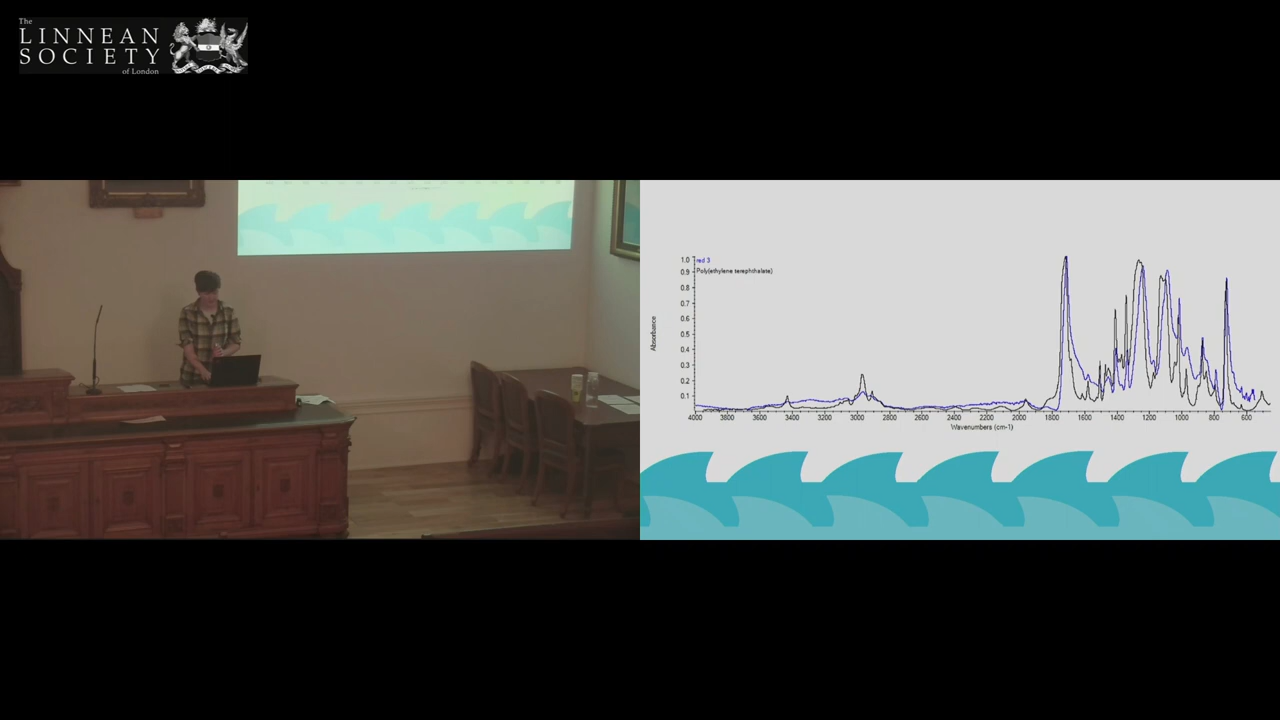 The
LINNEAN
SOCIETY
of London
red 3
Poly(ethylene terephthalate)
Absorbance
1.0
0.9
0.8
0.7
0.6
0.5
0.4
0.3
0.2
0.1
4000 3800 3600 3400 3200 3000 2800 2600 2400 2200 2000 1800 1600 1400 1200 1000 800 600
Wavenumbers (cm-1)